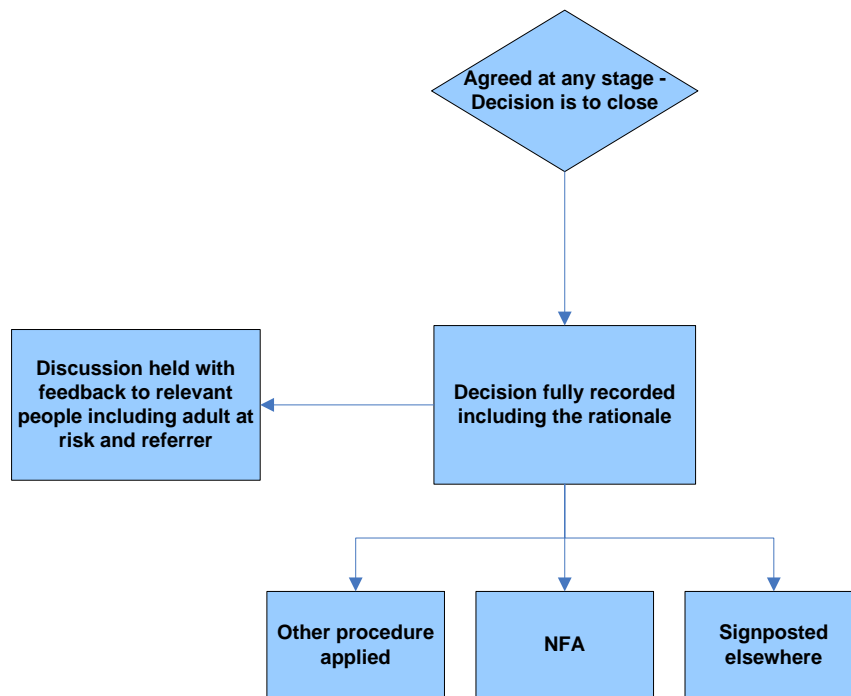 Agreed at any stage -
Decision is to close
Discussion held with
feedback to relevant
people including adult at
risk and referrer
Decision fully recorded
including the rationale
Other procedure
applied
NFA
Signposted
elsewhere